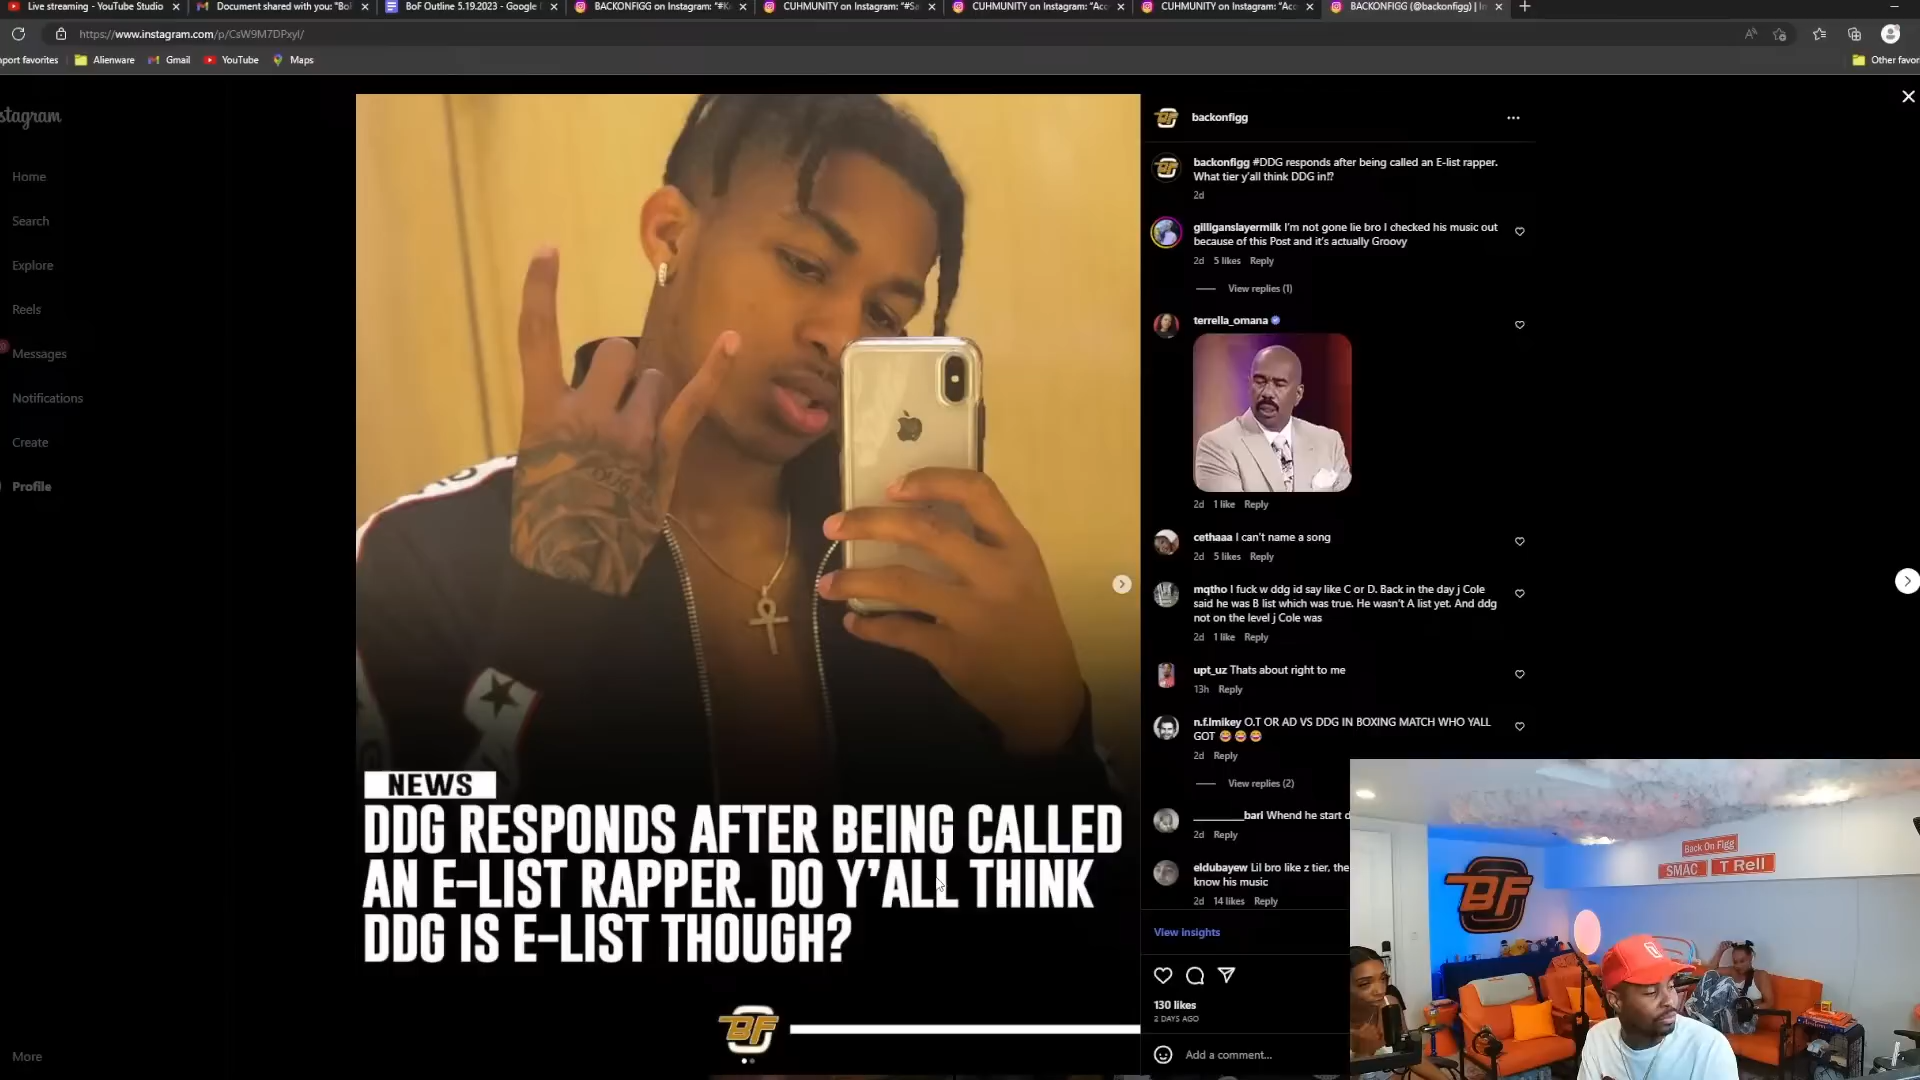 Live streaming - YouTube Studio
Document shared with you: "Bo
BoF Outline 5.19.2023 - Google
BACKONFIGG on Instagram: "#K
CUHMUNITY on Instagram: "#Sa
CUHMUNITY on Instagram: "Acc
CUHMUNITY on Instagram: "Acc
BACKONFIGG (@backonfigg) | In
https://www.instagram.com/p/CsW9M7DPxyl/
port favorites
Alienware
Gmail
YouTube
Maps
Other favor
stagram
Home
Search
Explore
Reels
Messages
Notifications
Create
Profile
More
NEWS
DDG RESPONDS AFTER BEING CALLED
AN E-LIST RAPPER. DO Y'ALL THINK
DDG IS E-LIST THOUGH?
BF
backonfigg
backonfigg #DDG responds after being called an E-list rapper.
What tier y'all think DDG in⁉
2d
gilliganslayermilk I'm not gone lie bro I checked his music out
because of this Post and it's actually Groovy
2d 5 likes Reply
View replies (1)
terrella_omana
2d 1 like Reply
cethaaa I can't name a song
2d 5 likes Reply
mqtho I fuck w ddg id say like C or D. Back in the day j Cole
said he was B list which was true. He wasn't A list yet. And ddg
not on the level j Cole was
2d 1 like Reply
upt_uz Thats about right to me
13h Reply
n.f.lmikey O.T OR AD VS DDG IN BOXING MATCH WHO YALL
GOT 😂😂😂
2d Reply
View replies (2)
bari Whend he start d
2d Reply
eldubayew Lil bro like z tier, the
know his music
2d 14 likes Reply
View insights
130 likes
2 DAYS AGO
Add a comment...
Back On Figg
SMAC
T Rell
BF